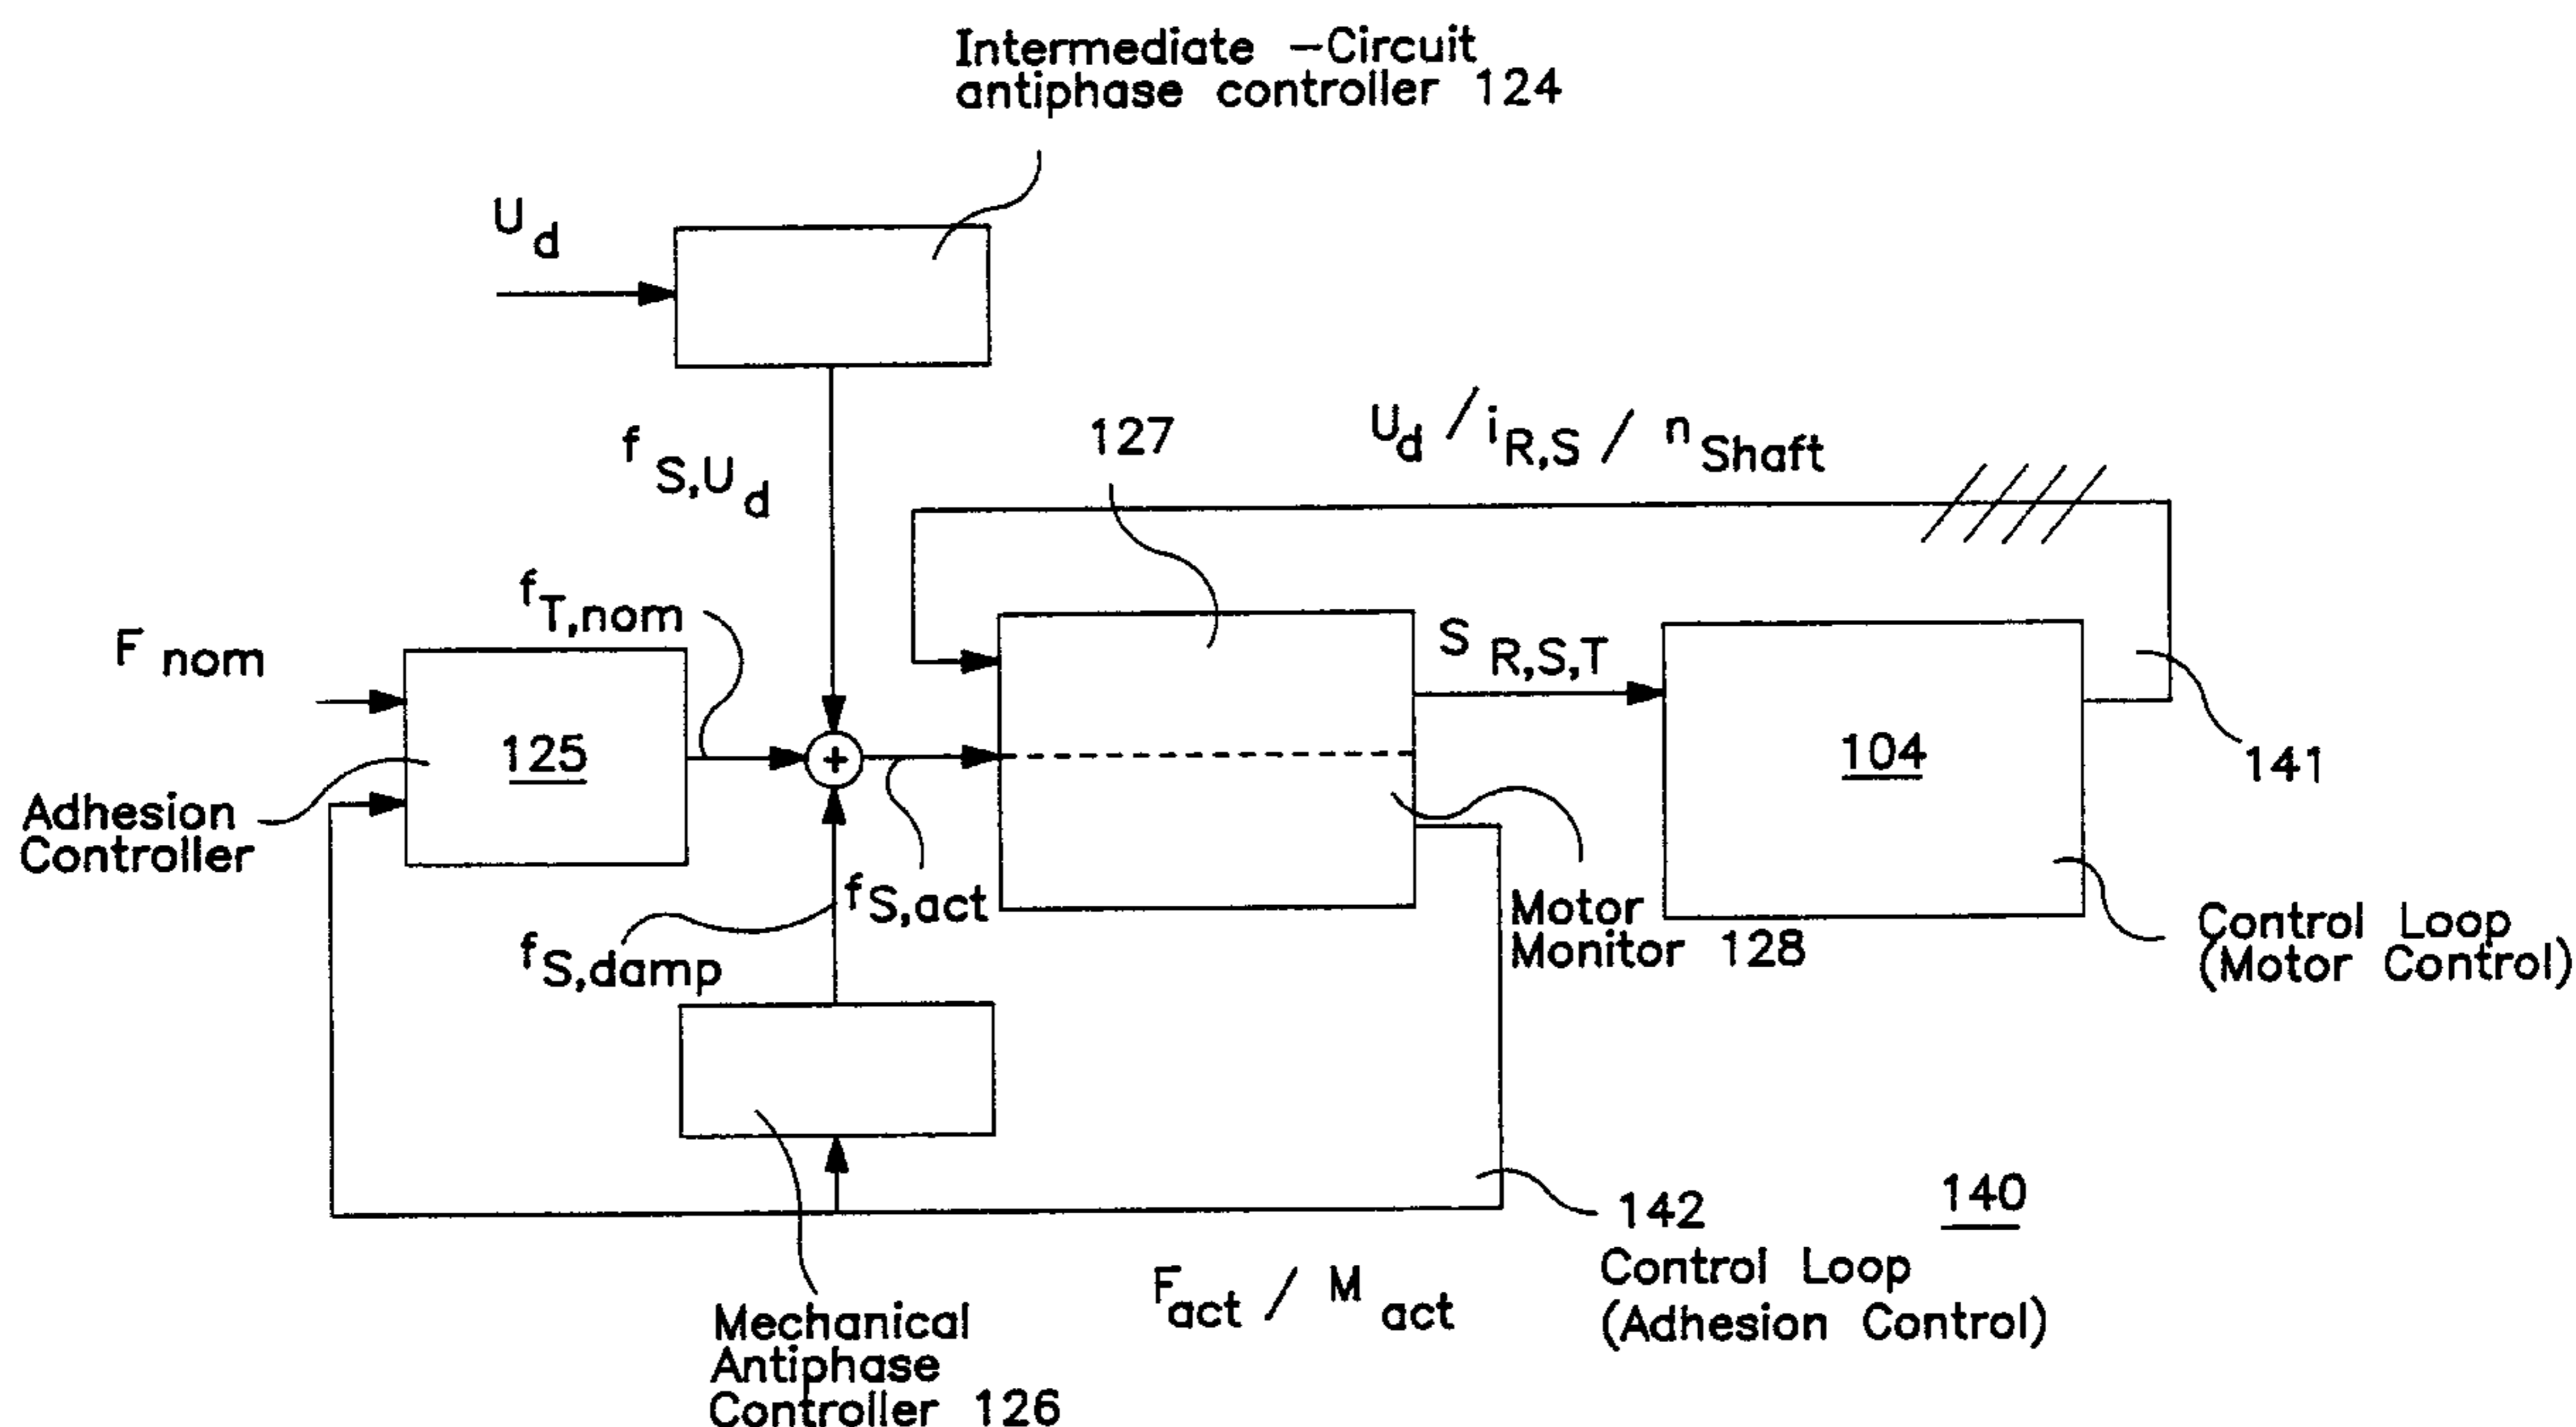 Intermediate -Circuit
antiphase controller 124
U d
f S,U d
127
U d / i R,S / n Shaft
f T,nom
F nom
S R,S,T
125
104
141
Adhesion
Controller
f S,act
f S,damp
Motor
Monitor 128
Control Loop
(Motor Control)
142
Control Loop
(Adhesion Control)
140
F act / M act
Mechanical
Antiphase
Controller 126